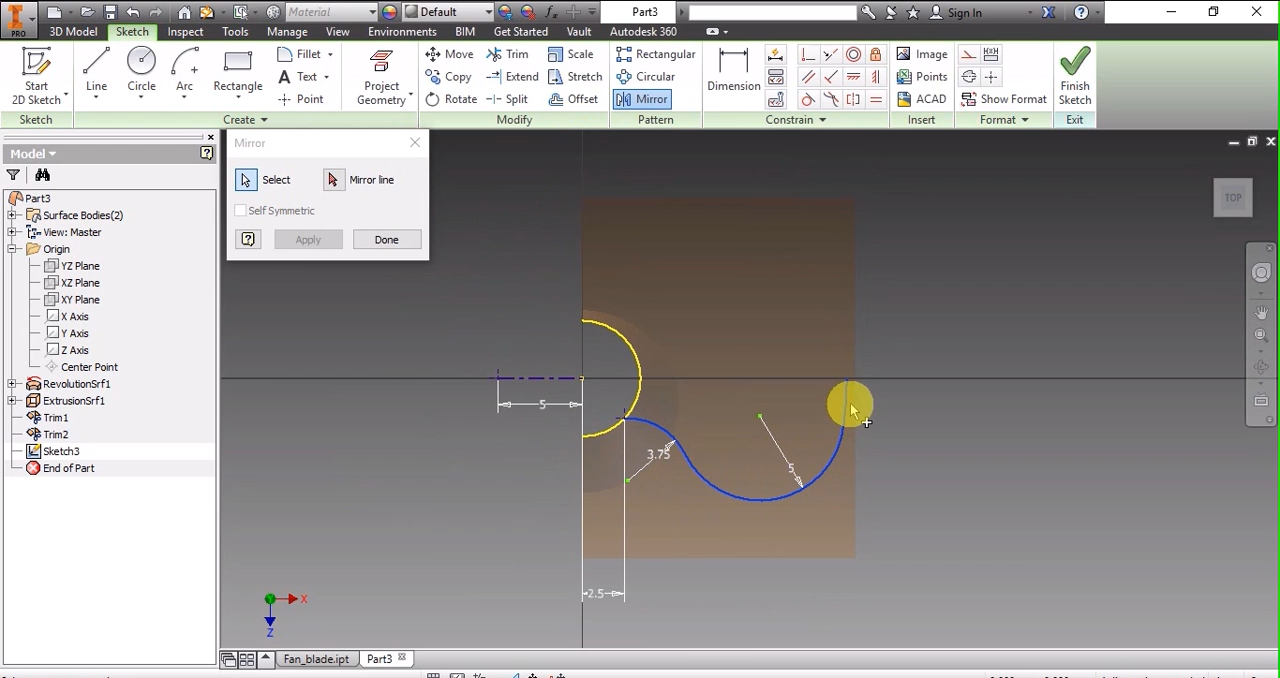 PRO
Material
Default
Part3
Sign In
3D Model Sketch Inspect Tools Manage View Environments BIM Get Started Vault Autodesk 360
Start
2D Sketch
Line
Circle
Arc
Rectangle
Fillet
Text
Point
Project
Geometry
Move Trim Scale
Copy Extend Stretch
Rotate Split Offset
Rectangular
Circular
Mirror
Dimension
Image
Points
ACAD
Show Format
Finish
Sketch
Sketch Create Modify Pattern Constrain Insert Format Exit
Model
Part3
Surface Bodies(2)
View: Master
Origin
YZ Plane
XZ Plane
XY Plane
X Axis
Y Axis
Z Axis
Center Point
RevolutionSrf1
ExtrusionSrf1
Trim1
Trim2
Sketch3
End of Part
Mirror
Select Mirror line
Self Symmetric
Apply Done
TOP
5
3.75
5
2.5
X
Z
Fan_blade.ipt Part3